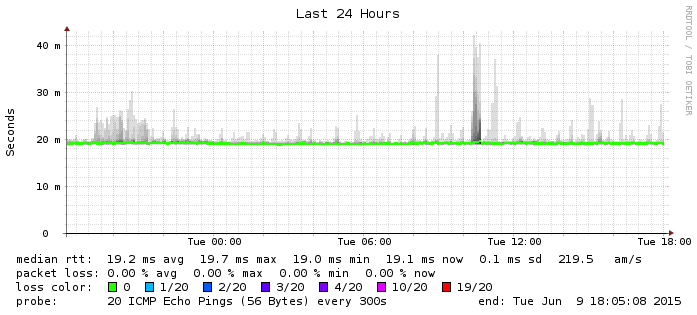 Last 24 Hours
RRDTOOL / TOBI OETIKER
Seconds
40 m
30 m
20 m
10 m
0
Tue 00:00 Tue 06:00 Tue 12:00 Tue 18:00
median rtt: 19.2 ms avg 19.7 ms max 19.0 ms min 19.1 ms now 0.1 ms sd 219.5 am/s
packet loss: 0.00 % avg 0.00 % max 0.00 % min 0.00 % now
loss color: 0 1/20 2/20 3/20 4/20 10/20 19/20
probe: 20 ICMP Echo Pings (56 Bytes) every 300s end: Tue Jun 9 18:05:08 2015